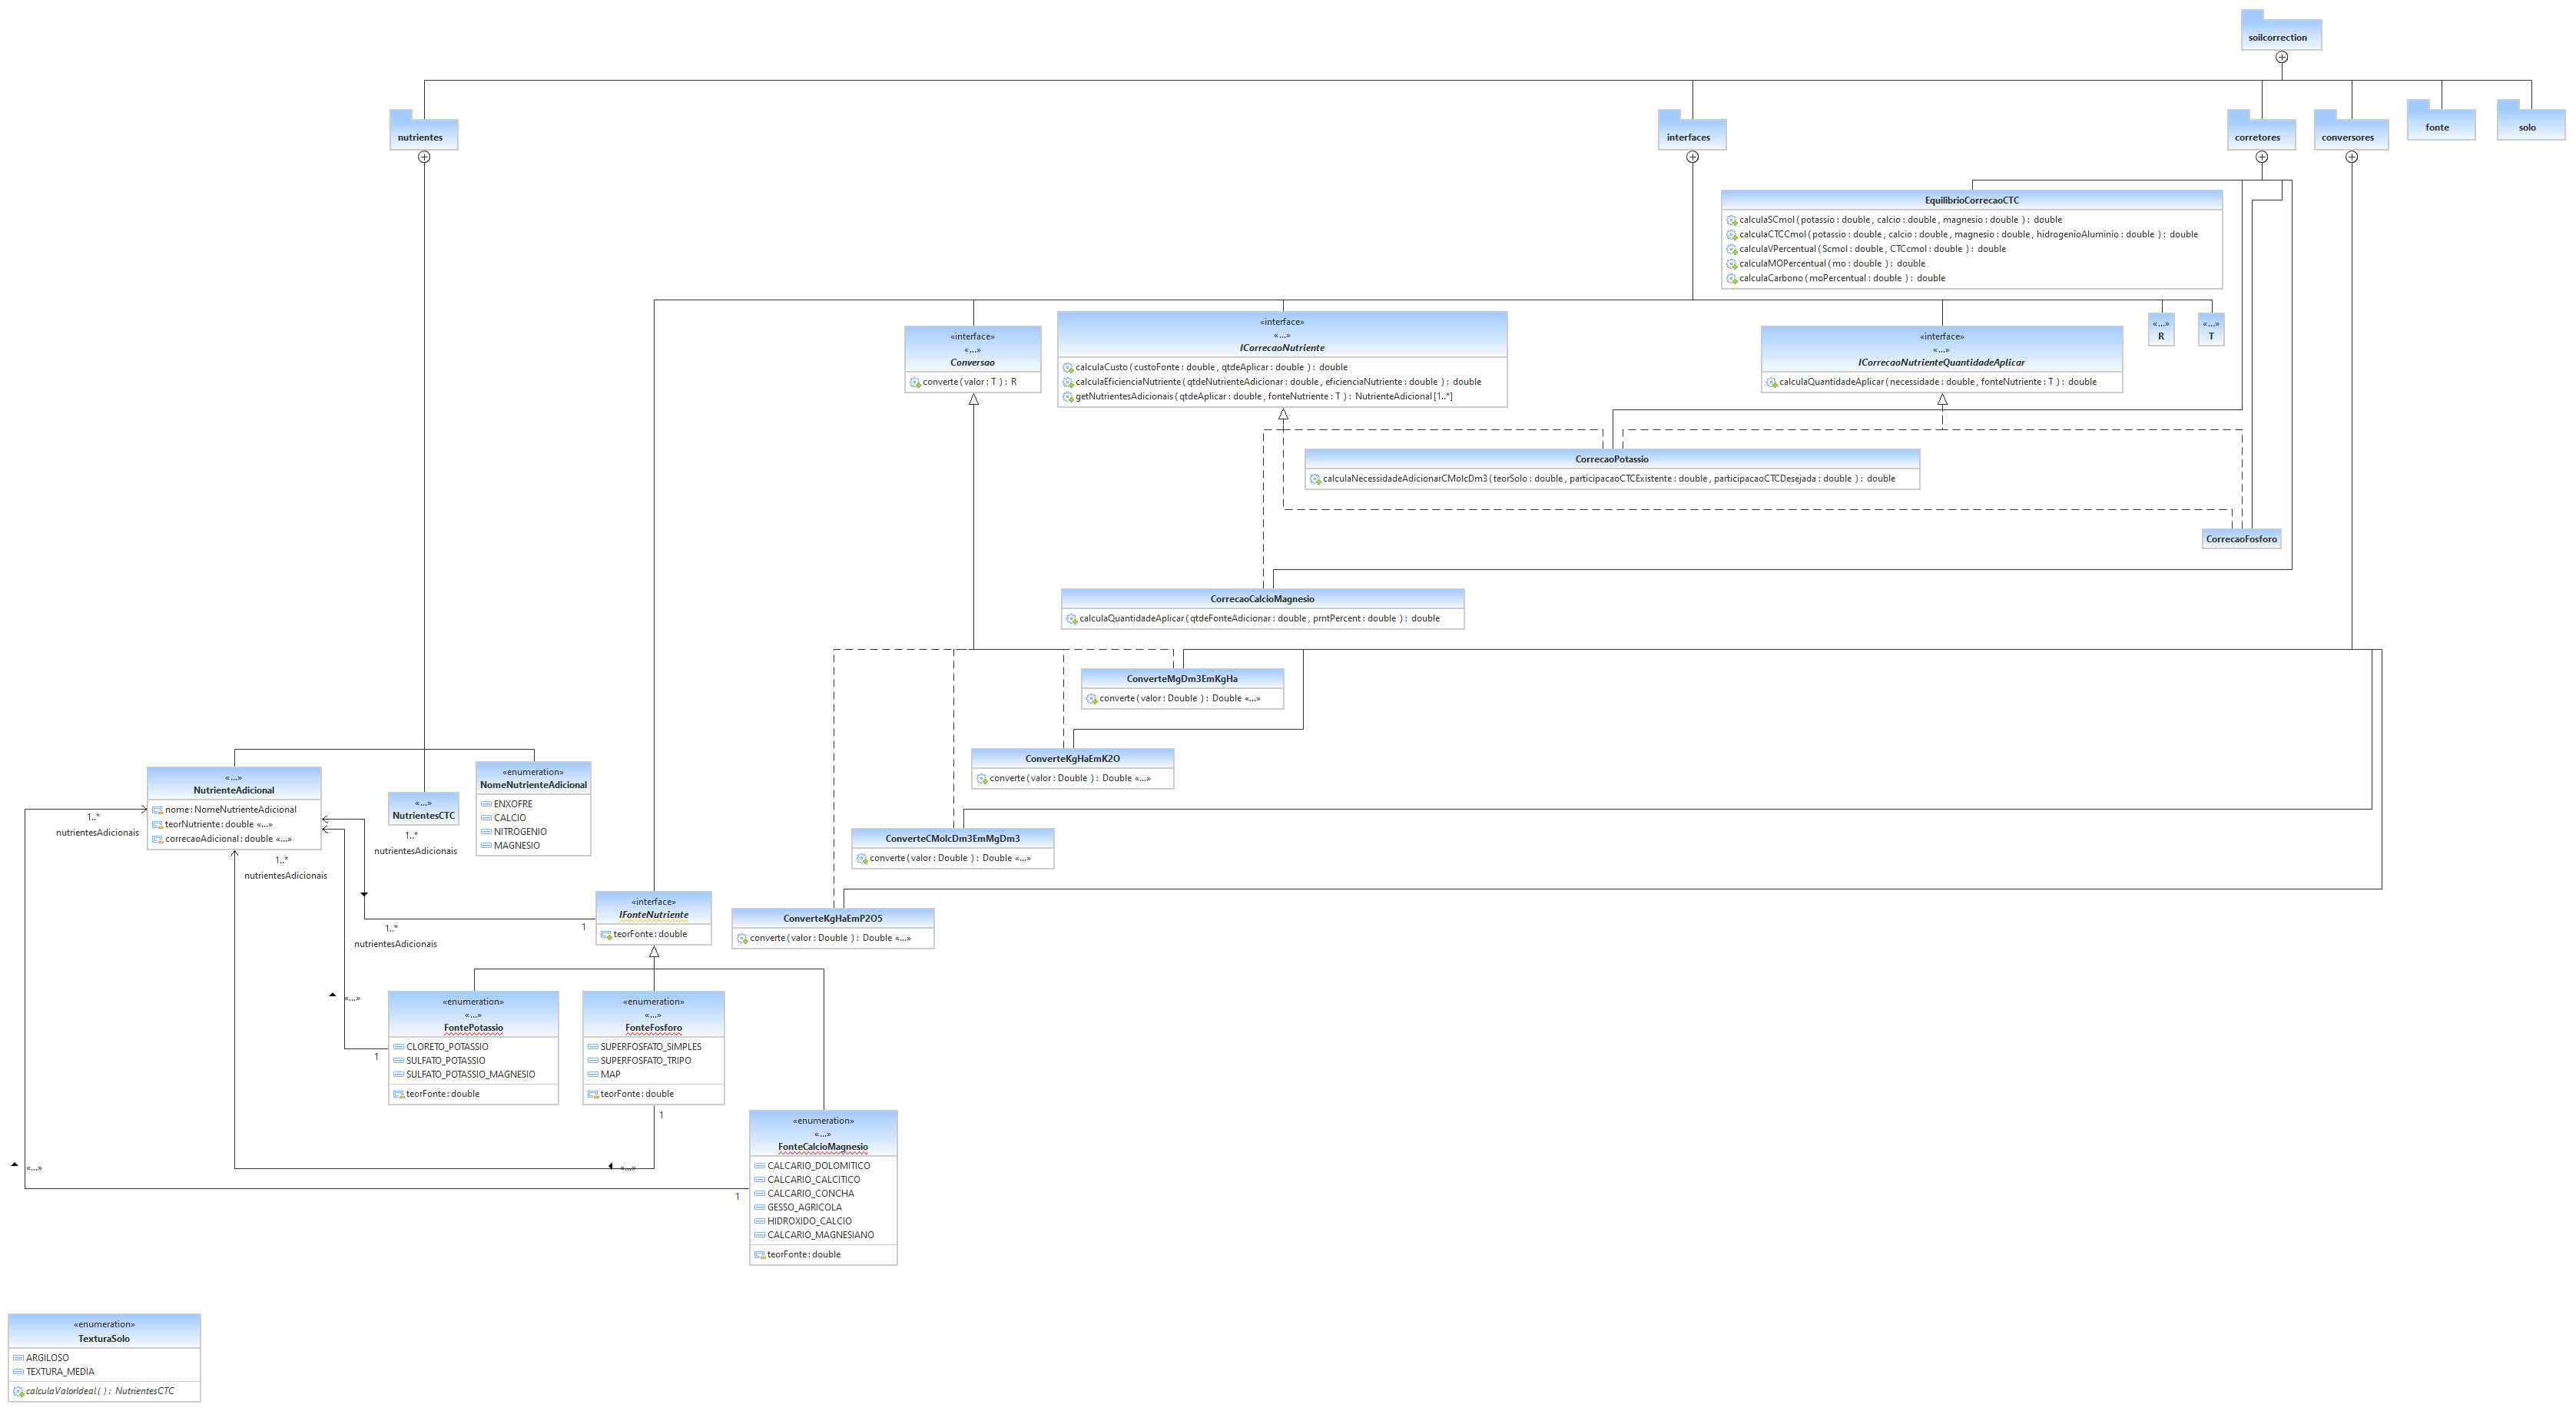 soilcorrection
nutrientes
interfaces
corretores
conversores
fonte
solo
EquilibrioCorrecaoCTC
calculaSCmol ( potassio : double , calcio : double , magnesio : double ) : double
calculaCTCCmol ( potassio : double , calcio : double , magnesio : double , hidrogenioAluminio : double ) : double
calculaVPercentual ( Scmol : double , CTCcmol : double ) : double
calculaMOPercentual ( mo : double ) : double
calculaCarbono ( moPercentual : double ) : double
«interface»
«...»
Conversao
converte ( valor : T ) : R
«interface»
«...»
ICorrecaoNutriente
calculaCusto ( custoFonte : double , qtdeAplicar : double ) : double
calculaEficienciaNutriente ( qtdeNutrienteAdicionar : double , eficienciaNutriente : double ) : double
getNutrientesAdicionais ( qtdeAplicar : double , fonteNutriente : T ) : NutrienteAdicional [1..*]
«interface»
«...»
ICorrecaoNutrienteQuantidadeAplicar
calculaQuantidadeAplicar ( necessidade : double , fonteNutriente : T ) : double
«...»
R
«...»
T
CorrecaoPotassio
calculaNecessidadeAdicionarCMolcDm3 ( teorSolo : double , participacaoCTCExistente : double , participacaoCTCDesejada : double ) : double
CorrecaoFosforo
CorrecaoCalcioMagnesio
calculaQuantidadeAplicar ( qtdeFonteAdicionar : double , prntPercent : double ) : double
ConverteMgDm3EmKgHa
converte ( valor : Double ) : Double «...»
ConverteKgHaEmK2O
converte ( valor : Double ) : Double «...»
ConverteCMolcDm3EmMgDm3
converte ( valor : Double ) : Double «...»
ConverteKgHaEmP2O5
converte ( valor : Double ) : Double «...»
«...»
NutrienteAdicional
nome : NomeNutrienteAdicional
teorNutriente : double «...»
correcaoAdicional : double «...»
«...»
NutrientesCTC
«enumeration»
NomeNutrienteAdicional
ENXOFRE
CALCIO
NITROGENIO
MAGNESIO
1..*
nutrientesAdicionais
1..*
nutrientesAdicionais
1..*
nutrientesAdicionais
1..*
nutrientesAdicionais
«interface»
IFonteNutriente
teorFonte : double
1
«enumeration»
«...»
FontePotassio
CLORETO_POTASSIO
SULFATO_POTASSIO
SULFATO_POTASSIO_MAGNESIO
teorFonte : double
«...»
1
«enumeration»
«...»
FonteFosforo
SUPERFOSFATO_SIMPLES
SUPERFOSFATO_TRIPO
MAP
teorFonte : double
1
«...»
«enumeration»
«...»
FonteCalcioMagnesio
CALCARIO_DOLOMITICO
CALCARIO_CALCITICO
CALCARIO_CONCHA
GESSO_AGRICOLA
HIDROXIDO_CALCIO
CALCARIO_MAGNESIANO
teorFonte : double
1
«...»
«enumeration»
TexturaSolo
ARGILOSO
TEXTURA_MEDIA
calculaValorIdeal ( ) : NutrientesCTC